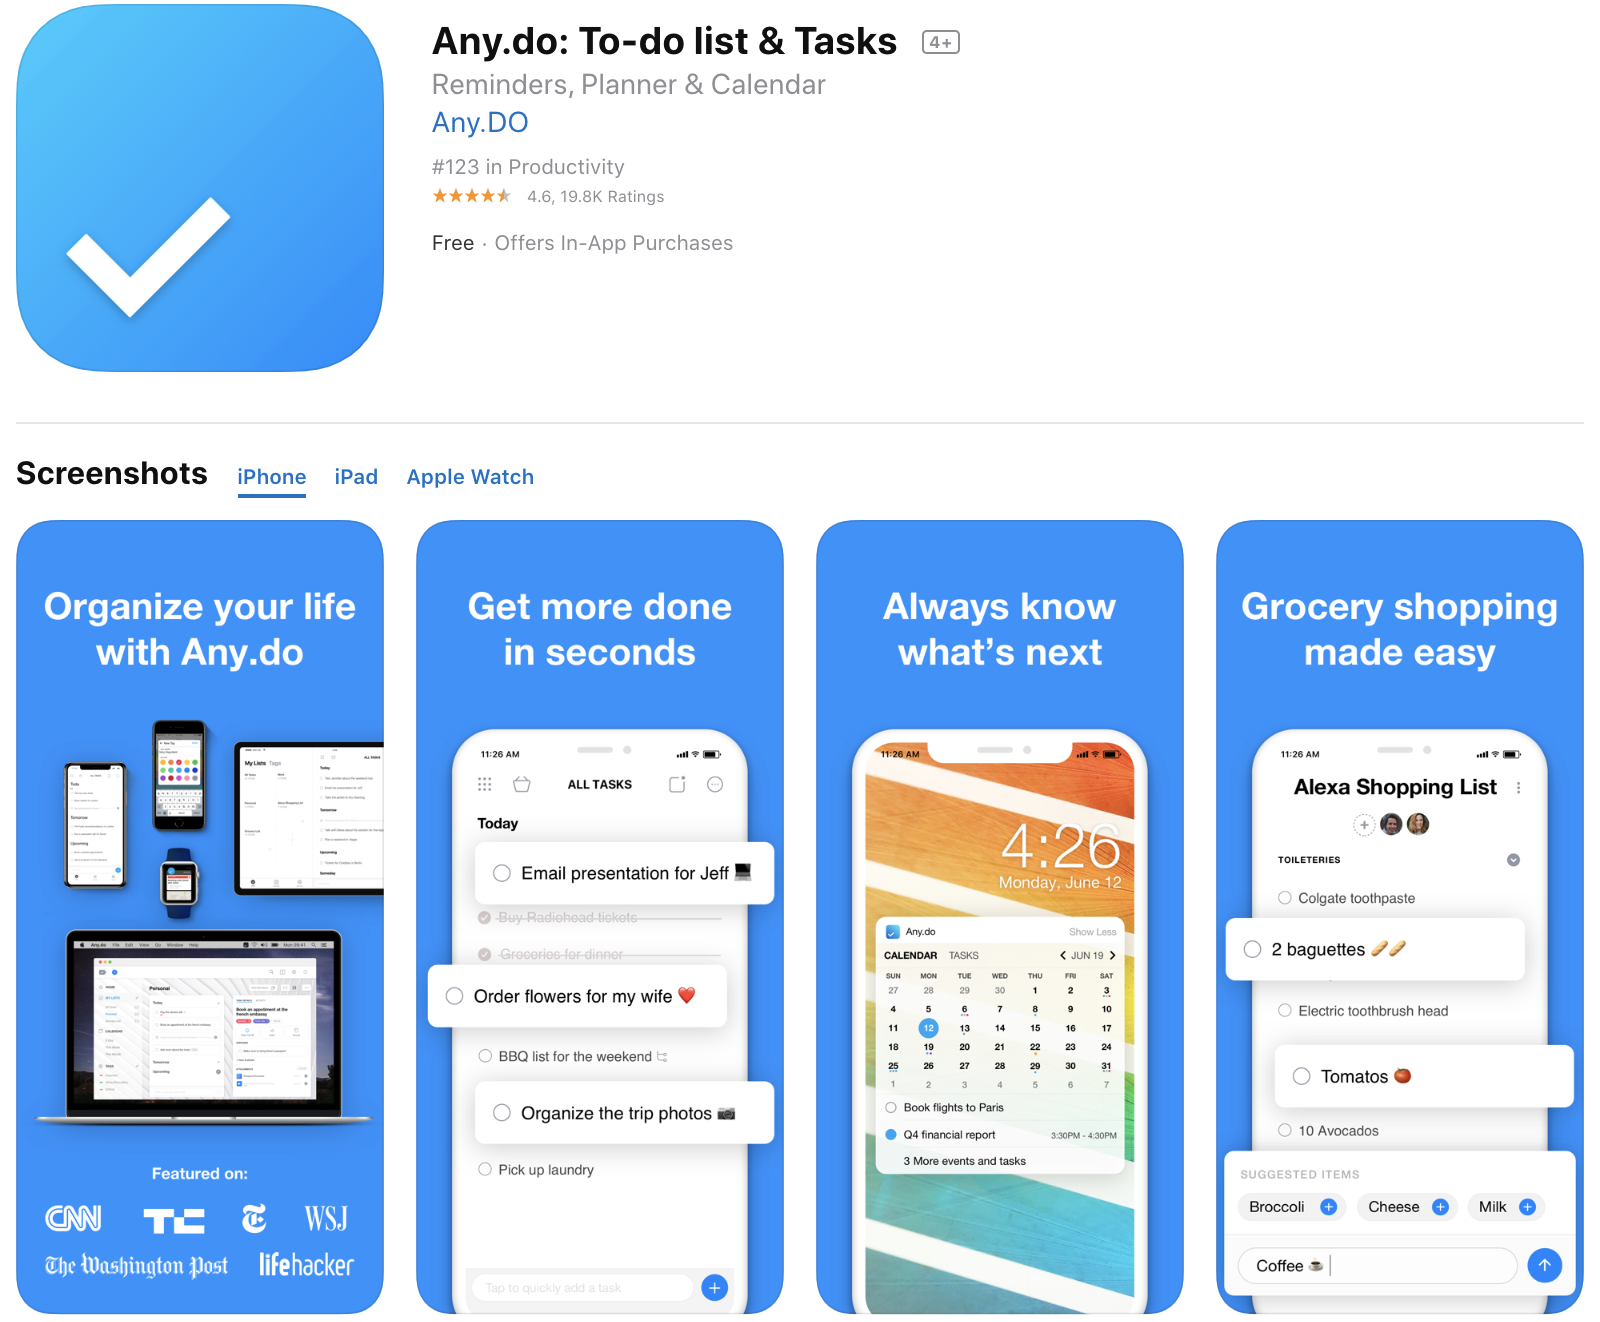 Any.do: To-do list & Tasks 4+
Reminders, Planner & Calendar
Any.DO
#123 in Productivity
4.6, 19.8K Ratings
Free · Offers In-App Purchases
Screenshots iPhone iPad Apple Watch
Organize your life
with Any.do
My Lists Tags
ALL TASKS
Today
Tomorrow
Upcoming
Personal
Featured on:
CNN TC T WSJ
The Washington Post lifehacker
Get more done
in seconds
11:26 AM
ALL TASKS
Today
Email presentation for Jeff 💻
Buy Radiohead tickets
Groceries for dinner
Order flowers for my wife ❤️
BBQ list for the weekend
Organize the trip photos 📷
Pick up laundry
Tap to quickly add a task
Always know
what's next
11:26 AM
4:26
Monday, June 12
Any.do Show Less
CALENDAR TASKS JUN 19
SUN MON TUE WED THU FRI SAT
27 28 29 30 1 2 3
4 5 6 7 8 9 10
11 12 13 14 15 16 17
18 19 20 21 22 23 24
25 26 27 28 29 30 31
1 2 3 4 5 6 7
Book flights to Paris
Q4 financial report 3:30PM - 4:30PM
3 More events and tasks
Grocery shopping
made easy
11:26 AM
Alexa Shopping List
TOILETERIES
Colgate toothpaste
2 baguettes 🥖🥖
Electric toothbrush head
Tomatos 🍅
10 Avocados
SUGGESTED ITEMS
Broccoli Cheese Milk
Coffee ☕